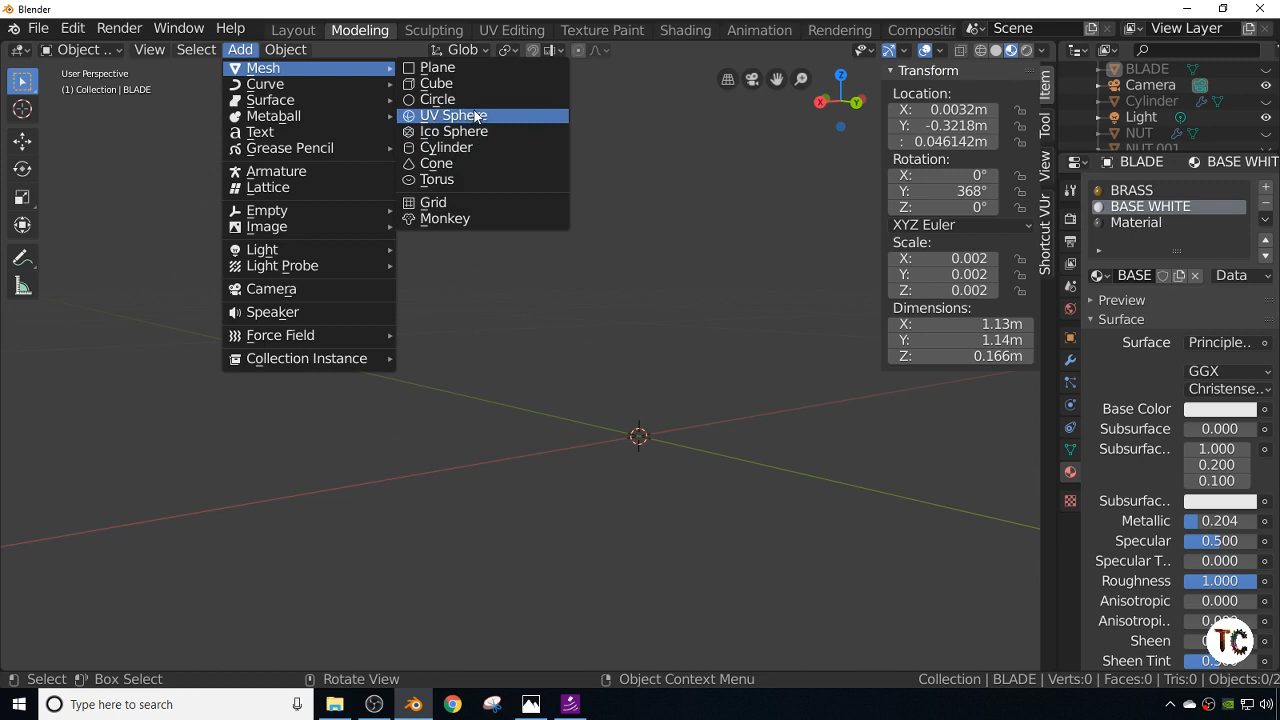 Blender
File Edit Render Window Help Layout Modeling Sculpting UV Editing Texture Paint Shading Animation Rendering Compositir Scene View Layer
Object .. View Select Add Object Glob
User Perspective
(1) Collection | BLADE
Mesh
Curve
Surface
Metaball
Text
Grease Pencil
Armature
Lattice
Empty
Image
Light
Light Probe
Camera
Speaker
Force Field
Collection Instance
Plane
Cube
Circle
UV Sphere
Ico Sphere
Cylinder
Cone
Torus
Grid
Monkey
Z
X Y
Transform
Location:
X: 0.0032m
Y: -0.3218m
: 0.046142m
Rotation:
X: 0°
Y: 368°
Z: 0°
XYZ Euler
Scale:
X: 0.002
Y: 0.002
Z: 0.002
Dimensions:
X: 1.13m
Y: 1.14m
Z: 0.166m
Item
Tool
View
Shortcut VUr
BLADE
Camera
Cylinder
Light
NUT
NUT.001
BLADE BASE WHIT
BRASS
BASE WHITE
Material
BASE Data
Preview
Surface
Surface Principle..
GGX
Christense..
Base Color
Subsurface 0.000
Subsurfac.. 1.000
0.200
0.100
Subsurfac..
Metallic 0.204
Specular 0.500
Specular T.. 0.000
Roughness 1.000
Anisotropic 0.000
Anisotropi..
Sheen
Sheen Tint
TC
Select Box Select Rotate View Object Context Menu Collection | BLADE | Verts:0 | Faces:0 | Tris:0 | Objects:0/2
Type here to search